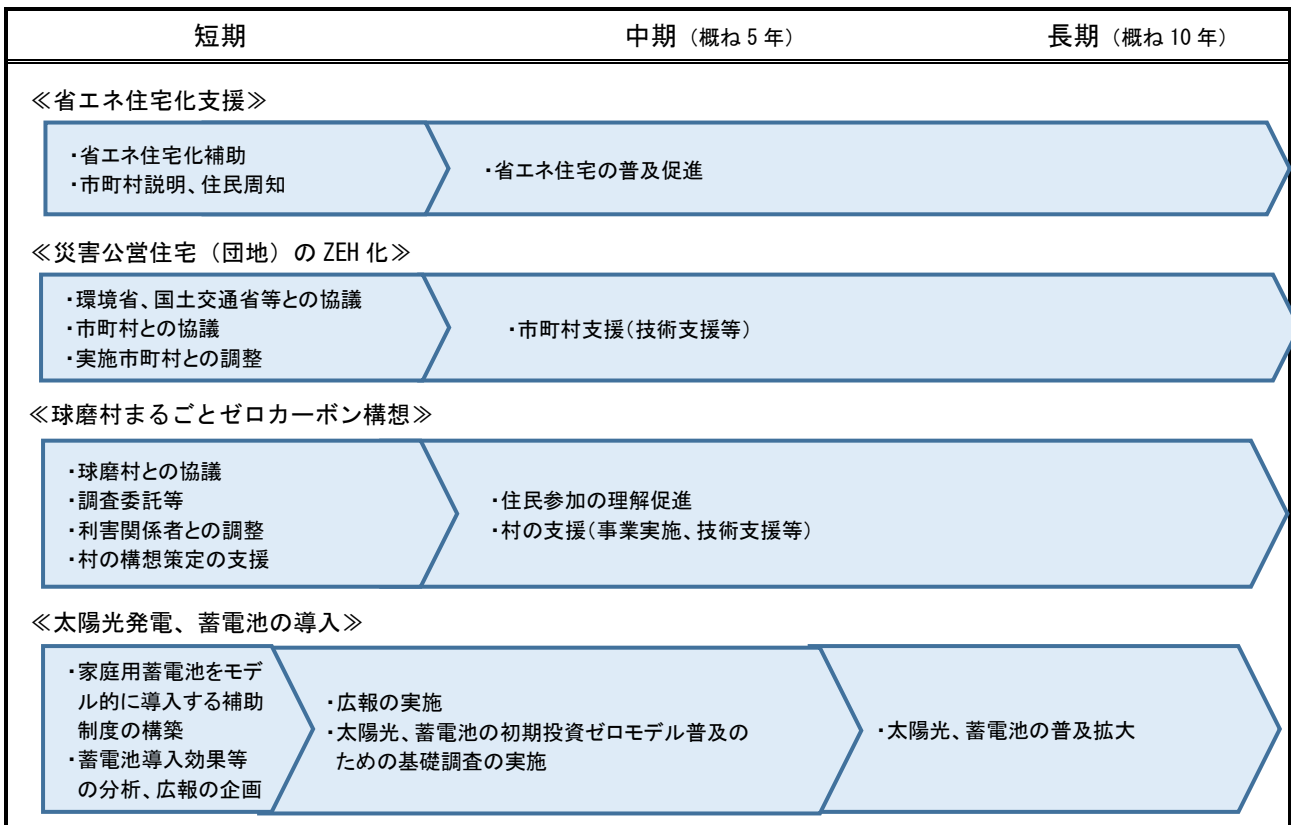 短期 中期（概ね5年） 長期（概ね10年）
≪省エネ住宅化支援≫
・省エネ住宅化補助
・市町村説明、住民周知
・省エネ住宅の普及促進
≪災害公営住宅（団地）のZEH化≫
・環境省、国土交通省等との協議
・市町村との協議
・実施市町村との調整
・市町村支援（技術支援等）
≪球磨村まるごとゼロカーボン構想≫
・球磨村との協議
・調査委託等
・利害関係者との調整
・村の構想策定の支援
・住民参加の理解促進
・村の支援（事業実施、技術支援等）
≪太陽光発電、蓄電池の導入≫
・家庭用蓄電池をモデ
ル的に導入する補助
制度の構築
・蓄電池導入効果等
の分析、広報の企画
・広報の実施
・太陽光、蓄電池の初期投資ゼロモデル普及の
ための基礎調査の実施
・太陽光、蓄電池の普及拡大